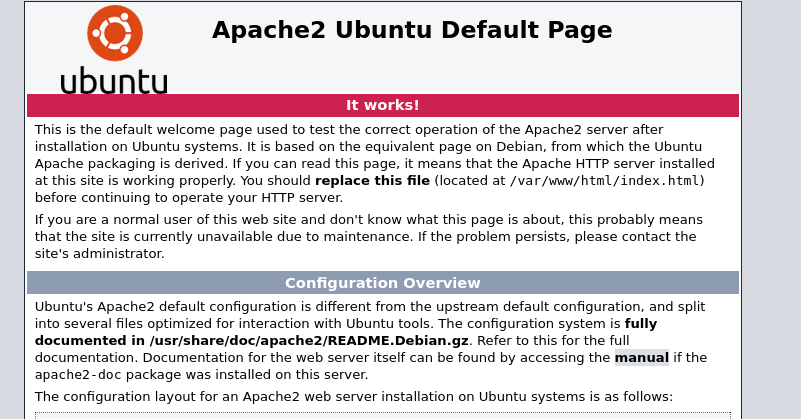 ubuntu
Apache2 Ubuntu Default Page
It works!
This is the default welcome page used to test the correct operation of the Apache2 server after
installation on Ubuntu systems. It is based on the equivalent page on Debian, from which the Ubuntu
Apache packaging is derived. If you can read this page, it means that the Apache HTTP server installed
at this site is working properly. You should replace this file (located at /var/www/html/index.html)
before continuing to operate your HTTP server.
If you are a normal user of this web site and don't know what this page is about, this probably means
that the site is currently unavailable due to maintenance. If the problem persists, please contact the
site's administrator.
Configuration Overview
Ubuntu's Apache2 default configuration is different from the upstream default configuration, and split
into several files optimized for interaction with Ubuntu tools. The configuration system is fully
documented in /usr/share/doc/apache2/README.Debian.gz. Refer to this for the full
documentation. Documentation for the web server itself can be found by accessing the manual if the
apache2-doc package was installed on this server.
The configuration layout for an Apache2 web server installation on Ubuntu systems is as follows: